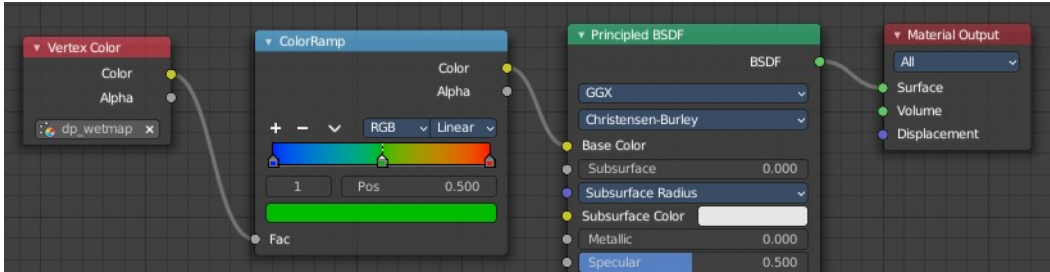 Vertex Color
Color
Alpha
dp_wetmap
ColorRamp
Color
Alpha
RGB Linear
1 Pos 0.500
Fac
Principled BSDF
BSDF
GGX
Christensen-Burley
Base Color
Subsurface 0.000
Subsurface Radius
Subsurface Color
Metallic 0.000
Specular 0.500
Material Output
All
Surface
Volume
Displacement